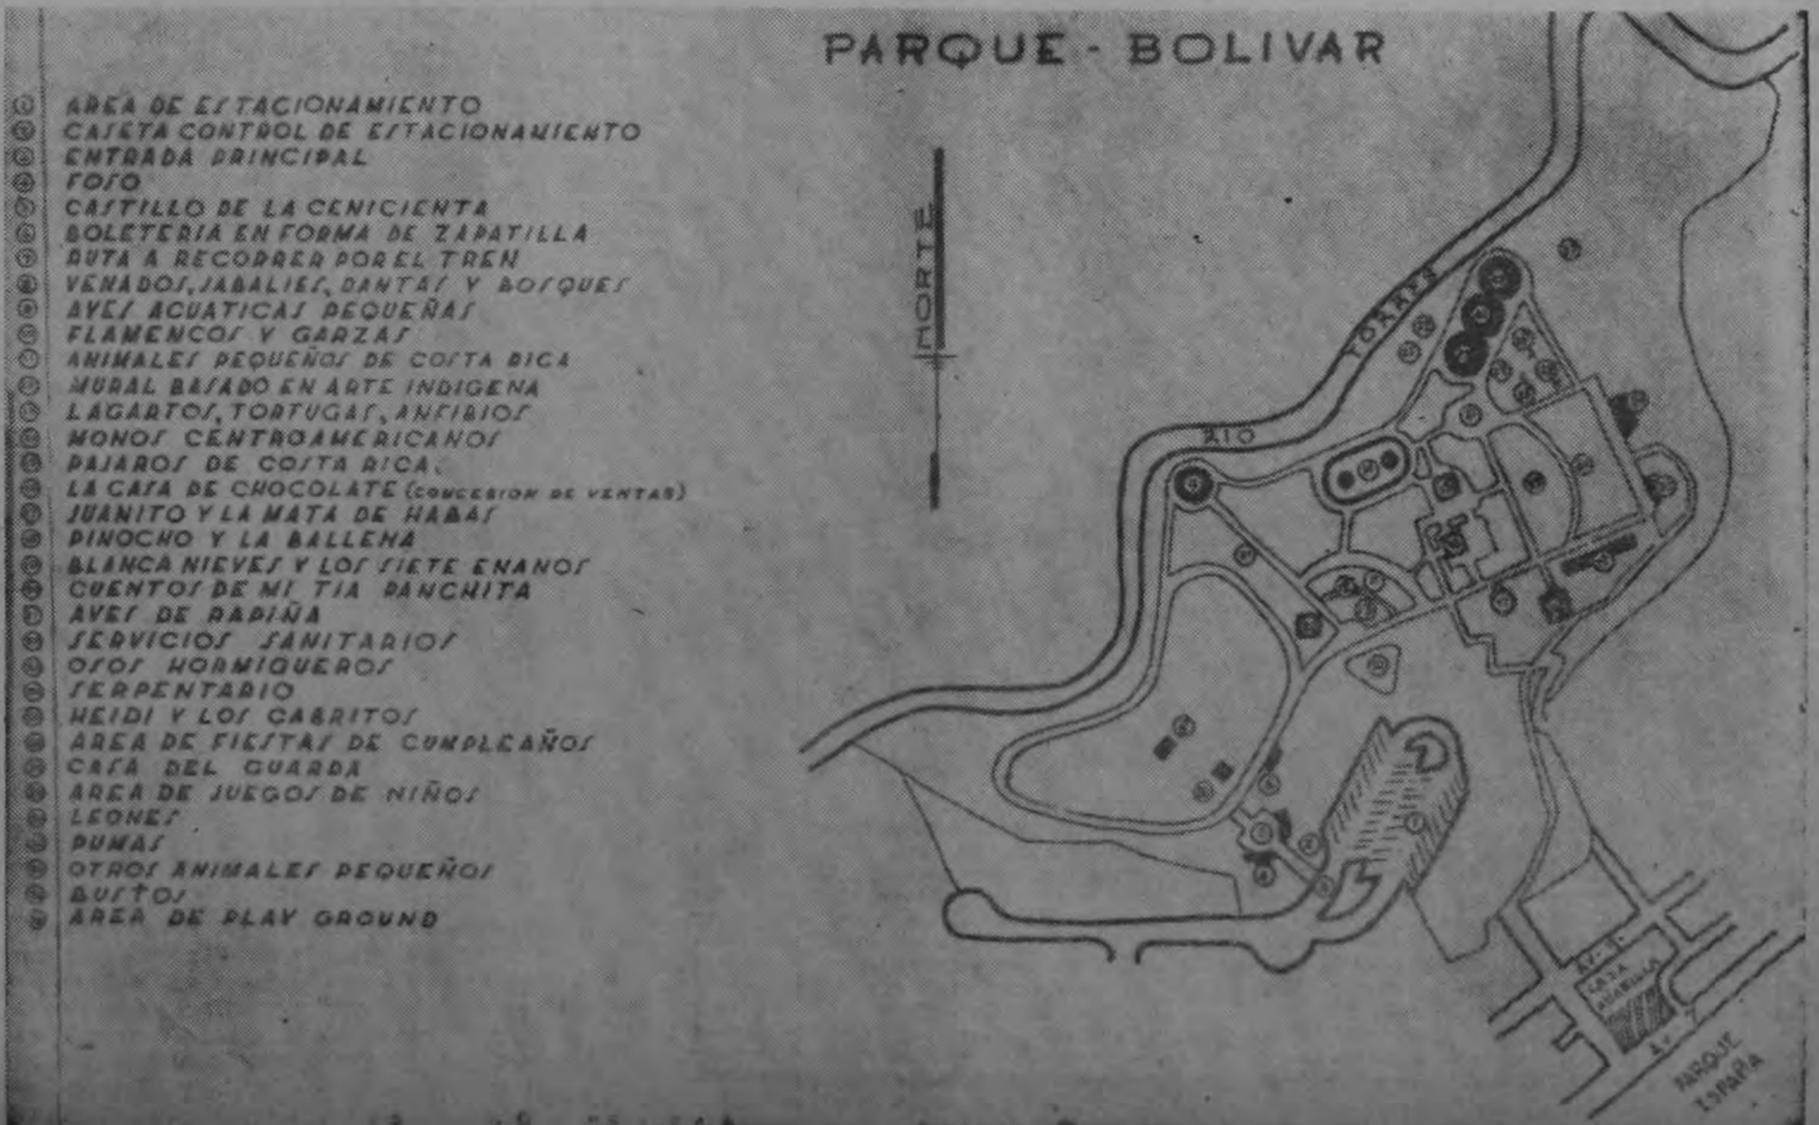 PARQUE - BOLIVAR
AREA DE ESTACIONAMIENTO
CASETA CONTROL DE ESTACIONAMIENTO
ENTRADA PRINCIPAL
FOSO
CASTILLO DE LA CENICIENTA
BOLETERIA EN FORMA DE ZAPATILLA
RUTA A RECORRER POR EL TREN
VENADOS, JABALIES, DANTAS Y BOSQUES
AVES ACUATICAS PEQUEÑAS
FLAMENCOS Y GARZAS
ANIMALES PEQUEÑOS DE COSTA RICA
MURAL BASADO EN ARTE INDIGENA
LAGARTOS, TORTUGAS, ANFIBIOS
MONOS CENTROAMERICANOS
PAJAROS DE COSTA RICA.
LA CASA DE CHOCOLATE (CONCESION DE VENTAS)
JUANITO Y LA MATA DE HABAS
PINOCHO Y LA BALLENA
BLANCA NIEVES Y LOS SIETE ENANOS
CUENTOS DE MI TIA PANCHITA
AVES DE RAPIÑA
SERVICIOS SANITARIOS
OSOS HORMIGUEROS
SERPENTARIO
HEIDI Y LOS CABRITOS
AREA DE FIESTAS DE CUMPLEAÑOS
CASA DEL GUARDA
AREA DE JUEGOS DE NIÑOS
LEONES
PUMAS
OTROS ANIMALES PEQUEÑOS
BUSTOS
AREA DE PLAY GROUND
NORTE
RIO
TORRES
CASA
AMARILLA
PARQUE
ESPAÑA